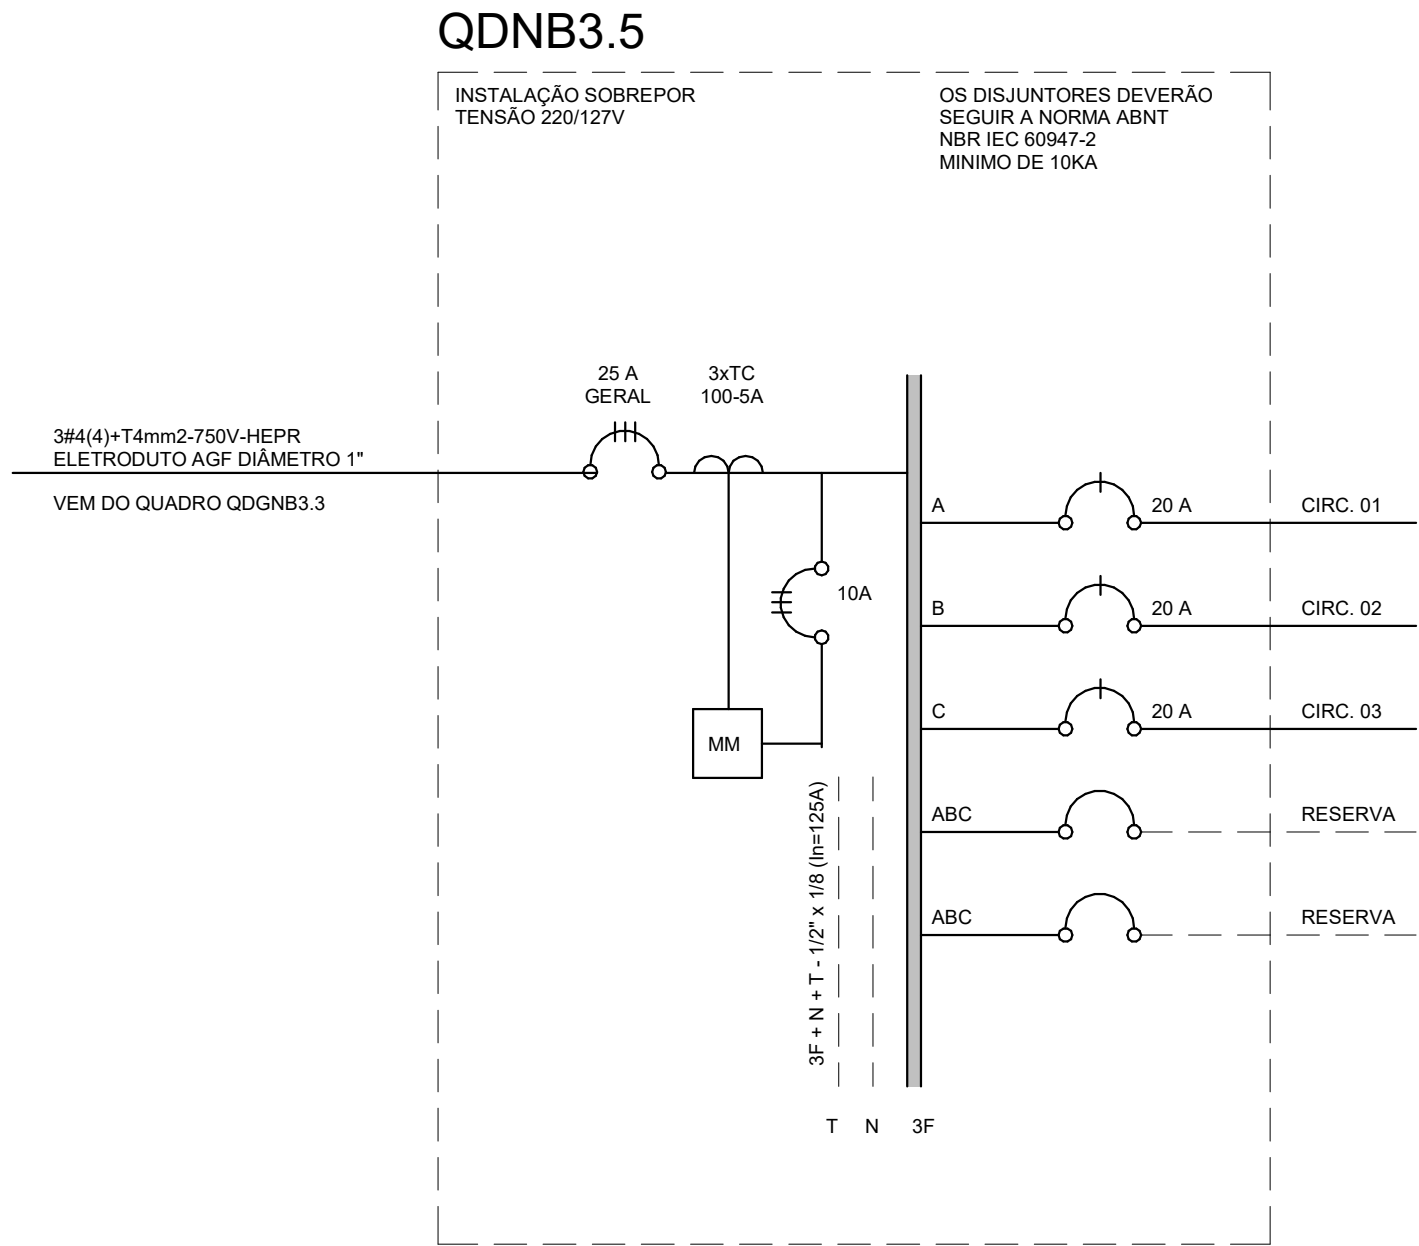 QDNB3.5
INSTALAÇÃO SOBREPOR
TENSÃO 220/127V
OS DISJUNTORES DEVERÃO
SEGUIR A NORMA ABNT
NBR IEC 60947-2
MINIMO DE 10KA
25 A
GERAL
3xTC
100-5A
3#4(4)+T4mm2-750V-HEPR
ELETRODUTO AGF DIÂMETRO 1"
VEM DO QUADRO QDGNB3.3
A
20 A
CIRC. 01
10A
B
20 A
CIRC. 02
C
20 A
CIRC. 03
MM
ABC
RESERVA
ABC
RESERVA
3F + N + T - 1/2" x 1/8 (In=125A)
T
N
3F